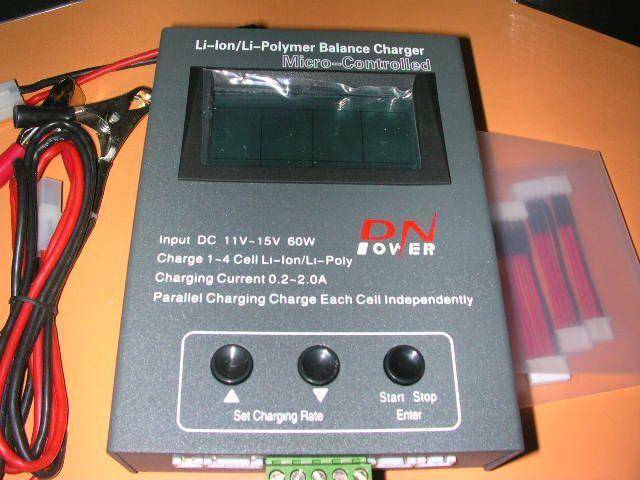 Li-Ion/Li-Polymer Balance Charger
Micro-Controlled
DN
POWER
Input DC 11V~15V 60W
Charge 1~4 Cell Li-Ion/Li-Poly
Charging Current 0.2~2.0A
Parallel Charging Charge Each Cell Independently
Start Stop
Set Charging Rate
Enter